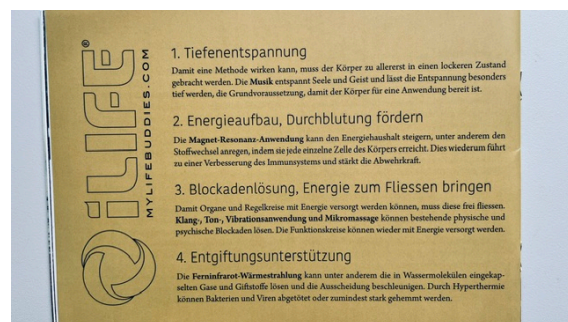 iLIFE®
MYLIFEBUDDIES.COM
1. Tiefenentspannung
Damit eine Methode wirken kann, muss der Körper zu allererst in einen lockeren Zustand
gebracht werden. Die Musik entspannt Seele und Geist und lässt die Entspannung besonders
tief werden, die Grundvoraussetzung, damit der Körper für eine Anwendung bereit ist.
2. Energieaufbau, Durchblutung fördern
Die Magnet-Resonanz-Anwendung kann den Energiehaushalt steigern, unter anderem den
Stoffwechsel anregen, indem sie jede einzelne Zelle des Körpers erreicht. Dies wiederum führt
zu einer Verbesserung des Immunsystems und stärkt die Abwehrkraft.
3. Blockadenlösung, Energie zum Fliessen bringen
Damit Organe und Regelkreise mit Energie versorgt werden können, muss diese frei fliessen.
Klang-, Ton-, Vibrationsanwendung und Mikromassage können bestehende physische und
psychische Blockaden lösen. Die Funktionskreise können wieder mit Energie versorgt werden.
4. Entgiftungsunterstützung
Die Ferninfrarot-Wärmestrahlung kann unter anderem die in Wassermolekülen eingekap-
selten Gase und Giftstoffe lösen und die Ausscheidung beschleunigen. Durch Hyperthermie
können Bakterien und Viren abgetötet oder zumindest stark gehemmt werden.